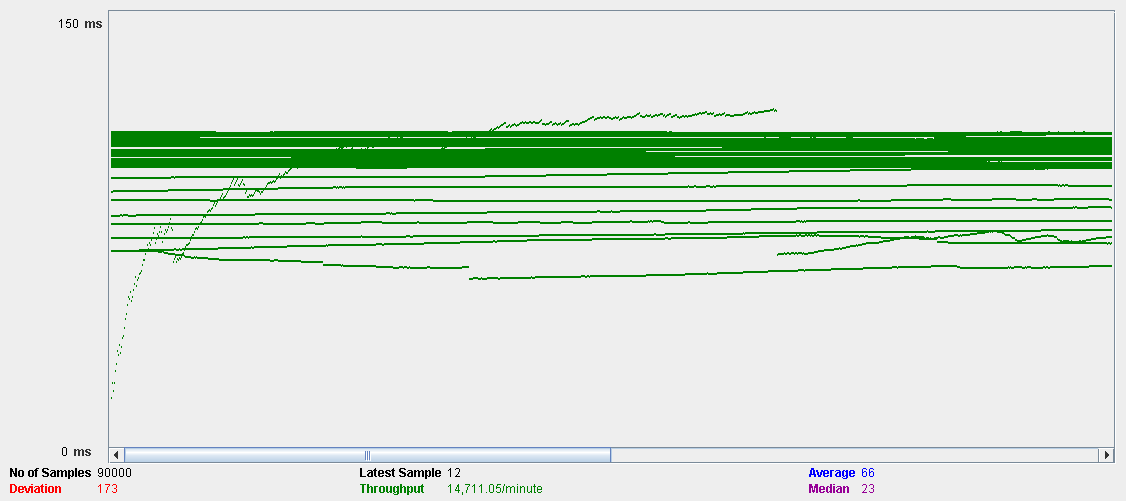 150 ms
0 ms
No of Samples 90000 Latest Sample 12 Average 66
Deviation 173 Throughput 14,711.05/minute Median 23